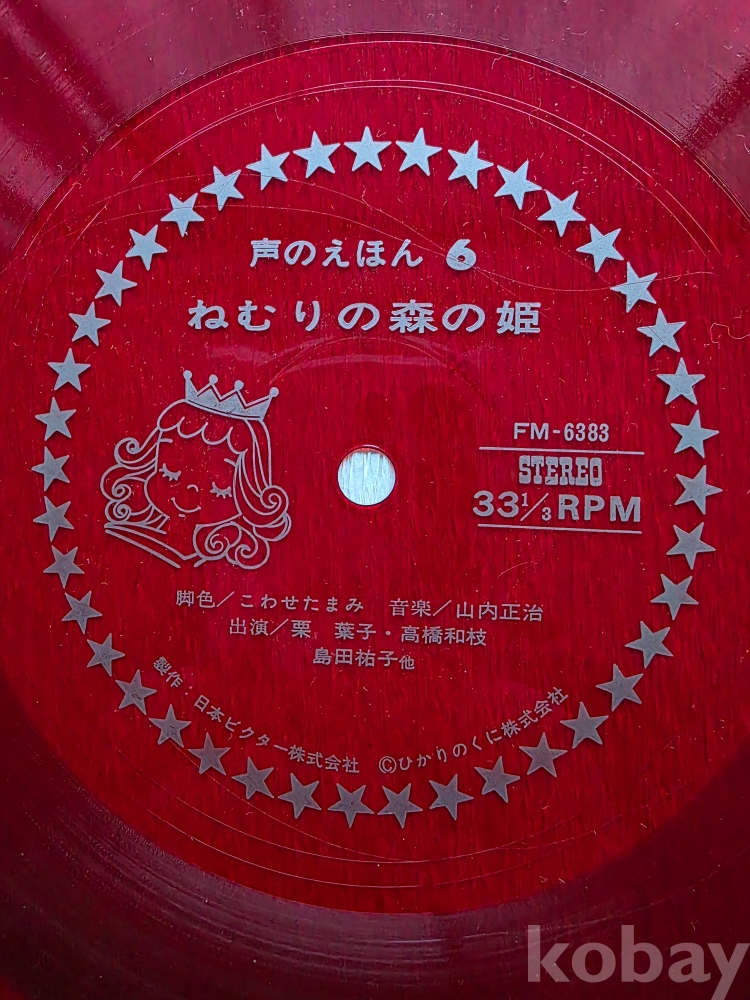 声のえほん 6
ねむりの森の姫
FM-6383
STEREO
33 1/3 RPM
脚色/こわせたまみ 音楽/山内正治
出演/栗 葉子・高橋和枝
島田祐子他
製作・日本ビクター株式会社 ©ひかりのくに株式会社
kobay